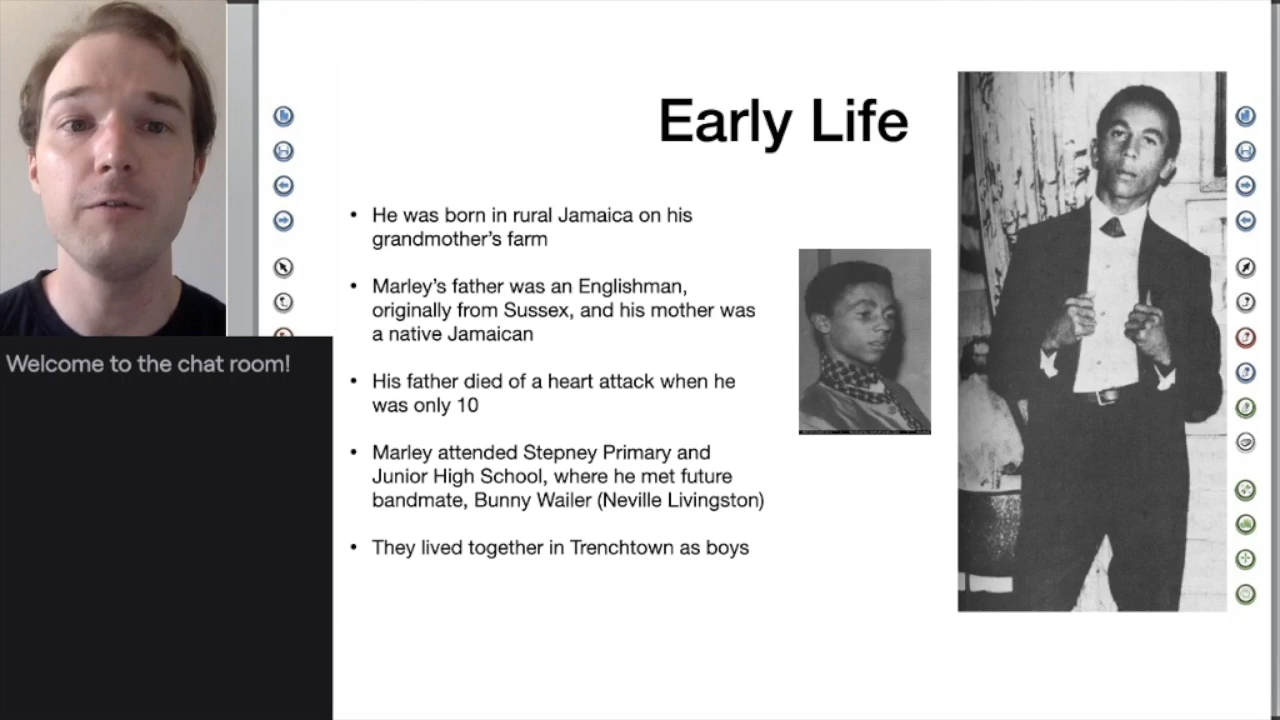 Early Life
• He was born in rural Jamaica on his
grandmother's farm
• Marley's father was an Englishman,
originally from Sussex, and his mother was
a native Jamaican
• His father died of a heart attack when he
was only 10
• Marley attended Stepney Primary and
Junior High School, where he met future
bandmate, Bunny Wailer (Neville Livingston)
• They lived together in Trenchtown as boys
Welcome to the chat room!